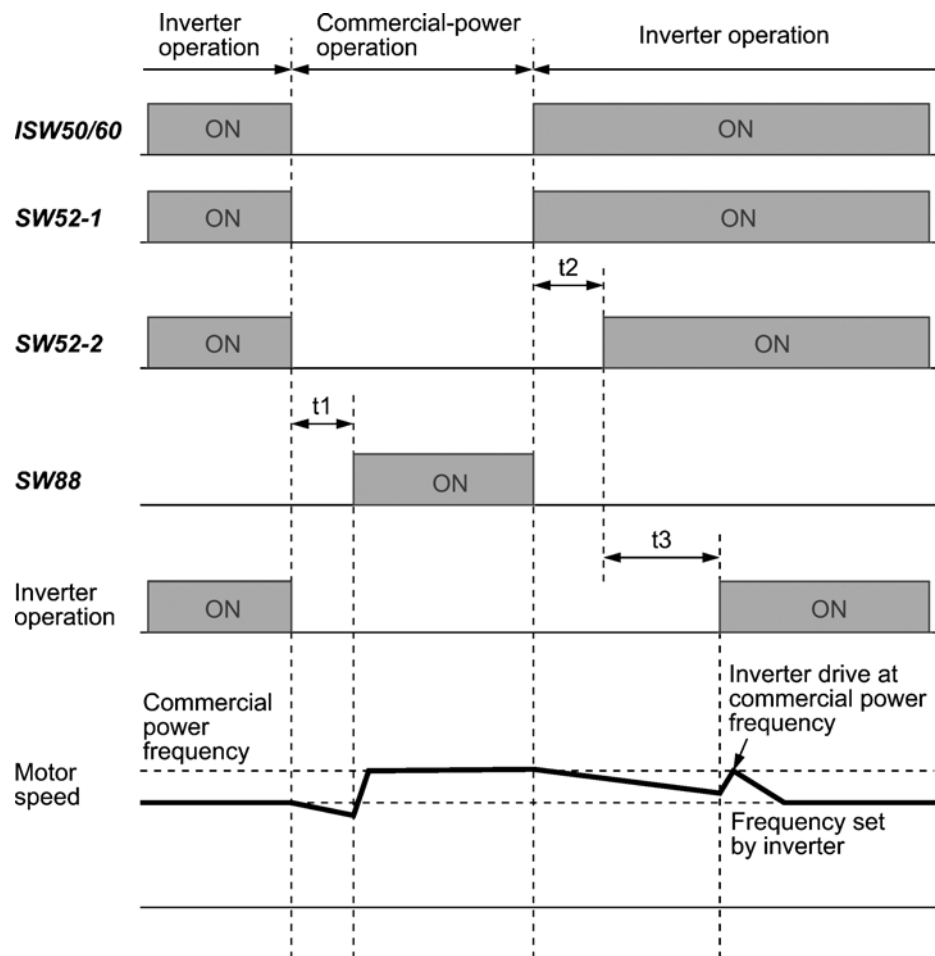 Inverter
operation
Commercial-power
operation
Inverter operation
ISW50/60
ON
ON
SW52-1
ON
ON
t2
SW52-2
ON
ON
t1
SW88
ON
t3
Inverter
operation
ON
ON
Commercial
power
frequency
Inverter drive at
commercial power
frequency
Motor
speed
Frequency set
by inverter